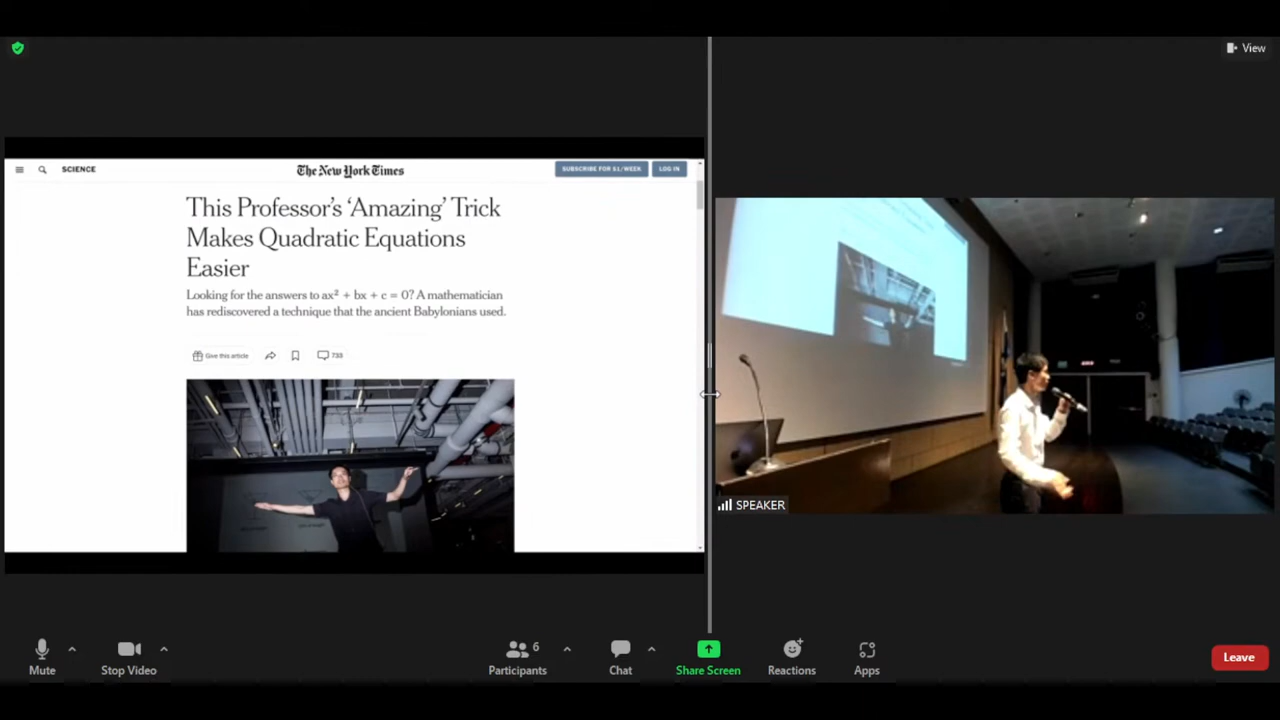 View
SCIENCE
The New York Times
SUBSCRIBE FOR $1/WEEK
LOG IN
This Professor's 'Amazing' Trick
Makes Quadratic Equations
Easier
Looking for the answers to ax² + bx + c = 0? A mathematician
has rediscovered a technique that the ancient Babylonians used.
Give this article
733
SPEAKER
Mute
Stop Video
6
Participants
Chat
Share Screen
Reactions
Apps
Leave